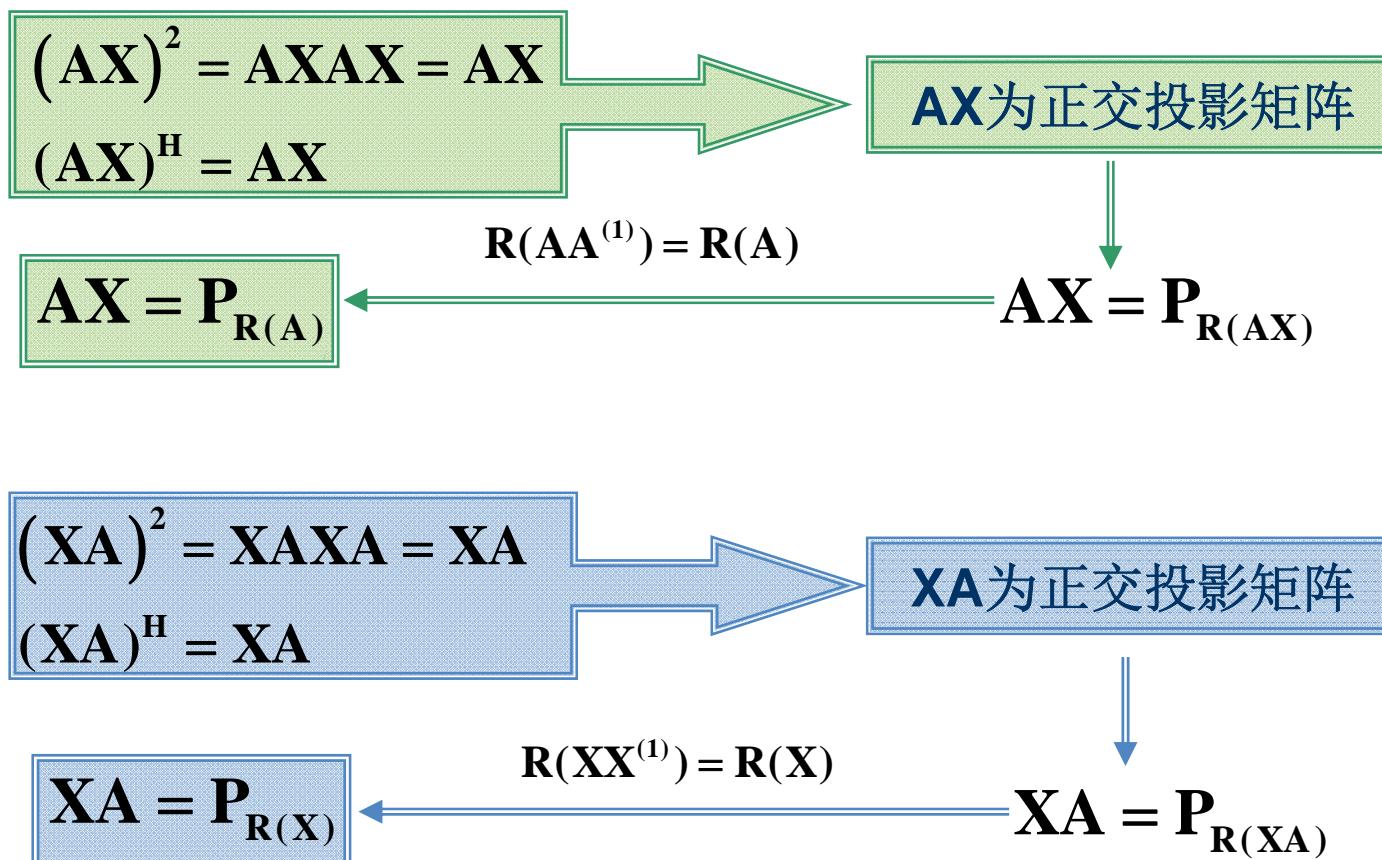 (AX)² = AXAX = AX
(AX)ᴴ = AX
AX为正交投影矩阵
R(AA⁽¹⁾) = R(A)
AX = P_R(A)
AX = P_R(AX)
(XA)² = XAXA = XA
(XA)ᴴ = XA
XA为正交投影矩阵
R(XX⁽¹⁾) = R(X)
XA = P_R(X)
XA = P_R(XA)